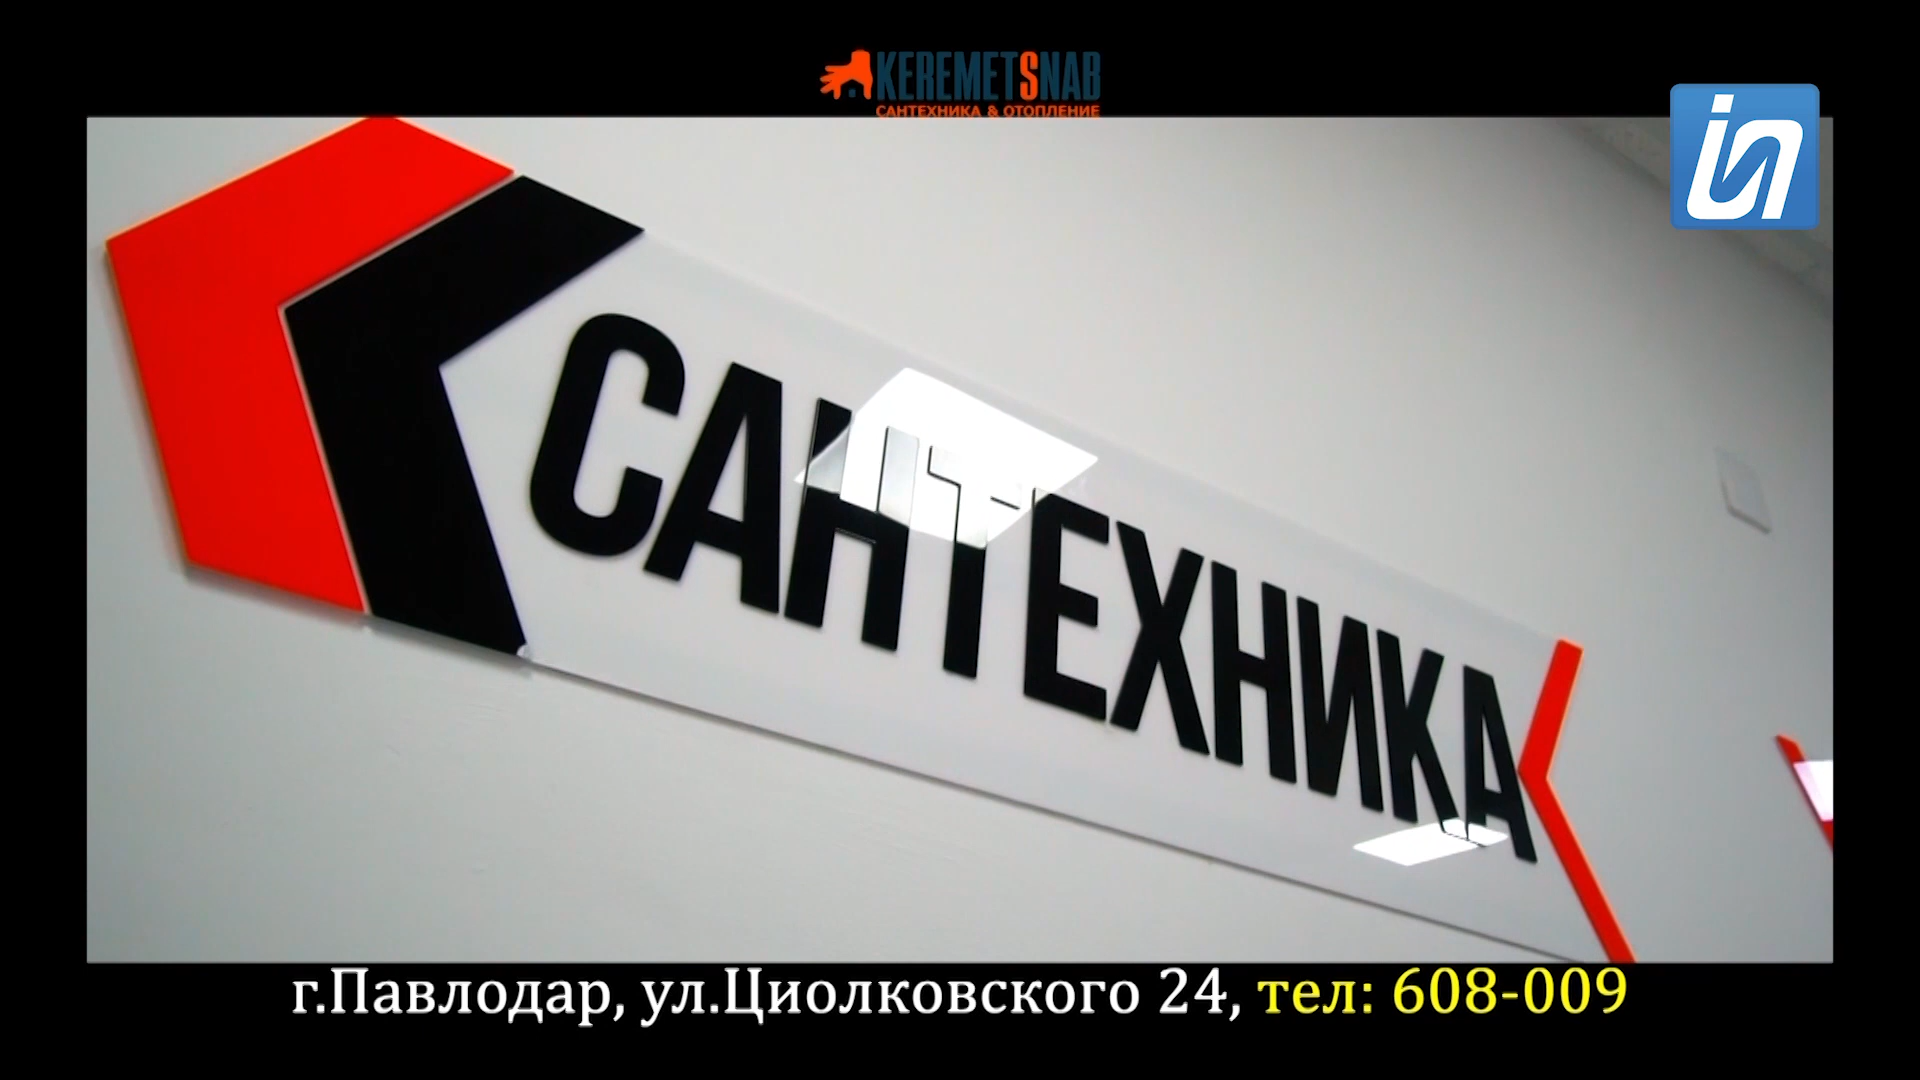 KEREMETSNAB
САНТЕХНИКА & ОТОПЛЕНИЕ
САНТЕХНИКА
г.Павлодар, ул.Циолковского 24, тел: 608-009